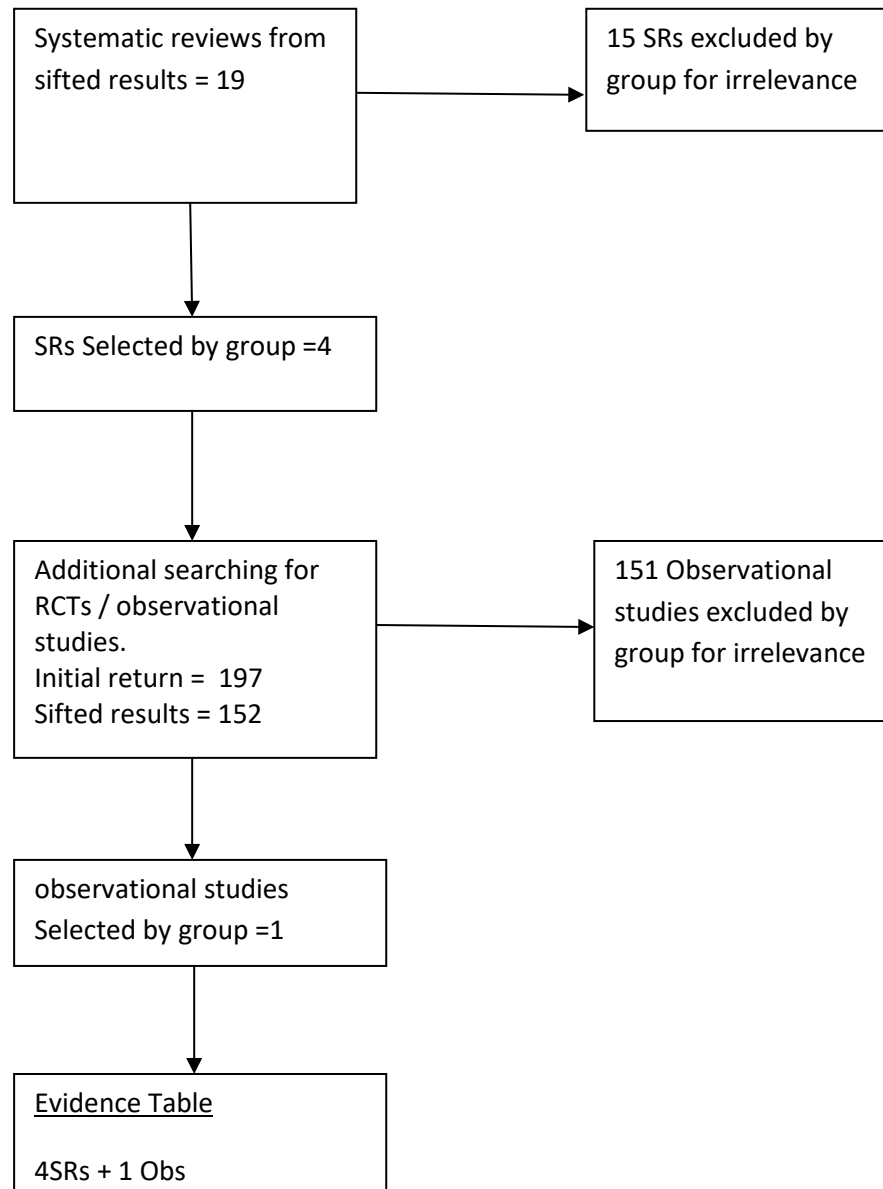 Systematic reviews from
sifted results = 19
15 SRs excluded by
group for irrelevance
SRs Selected by group =4
Additional searching for
RCTs / observational
studies.
Initial return =  197
Sifted results = 152
151 Observational
studies excluded by
group for irrelevance
observational studies
Selected by group =1
Evidence Table
4SRs + 1 Obs